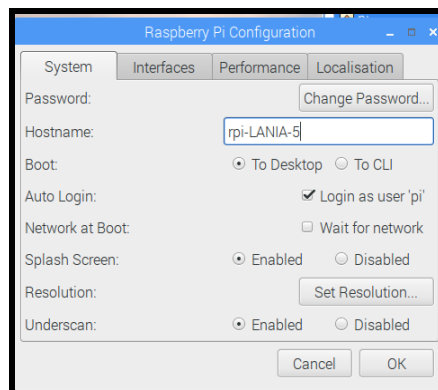 Raspberry Pi Configuration
System Interfaces Performance Localisation
Password: Change Password...
Hostname: rpi-LANIA-5
Boot: To Desktop To CLI
Auto Login: Login as user 'pi'
Network at Boot: Wait for network
Splash Screen: Enabled Disabled
Resolution: Set Resolution...
Underscan: Enabled Disabled
Cancel OK